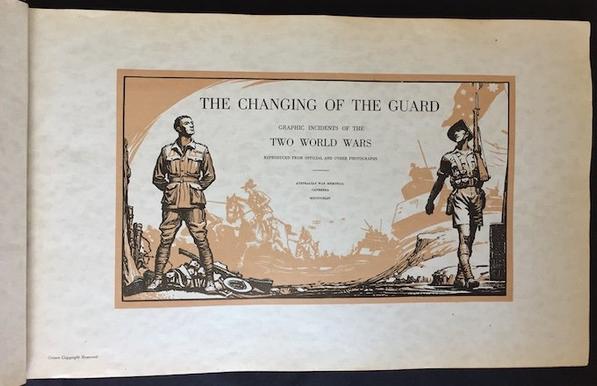 THE CHANGING OF THE GUARD
GRAPHIC INCIDENTS OF THE
TWO WORLD WARS
REPRODUCED FROM OFFICIAL AND OTHER PHOTOGRAPHS
AUSTRALIAN WAR MEMORIAL
CANBERRA
Crown Copyright Reserved